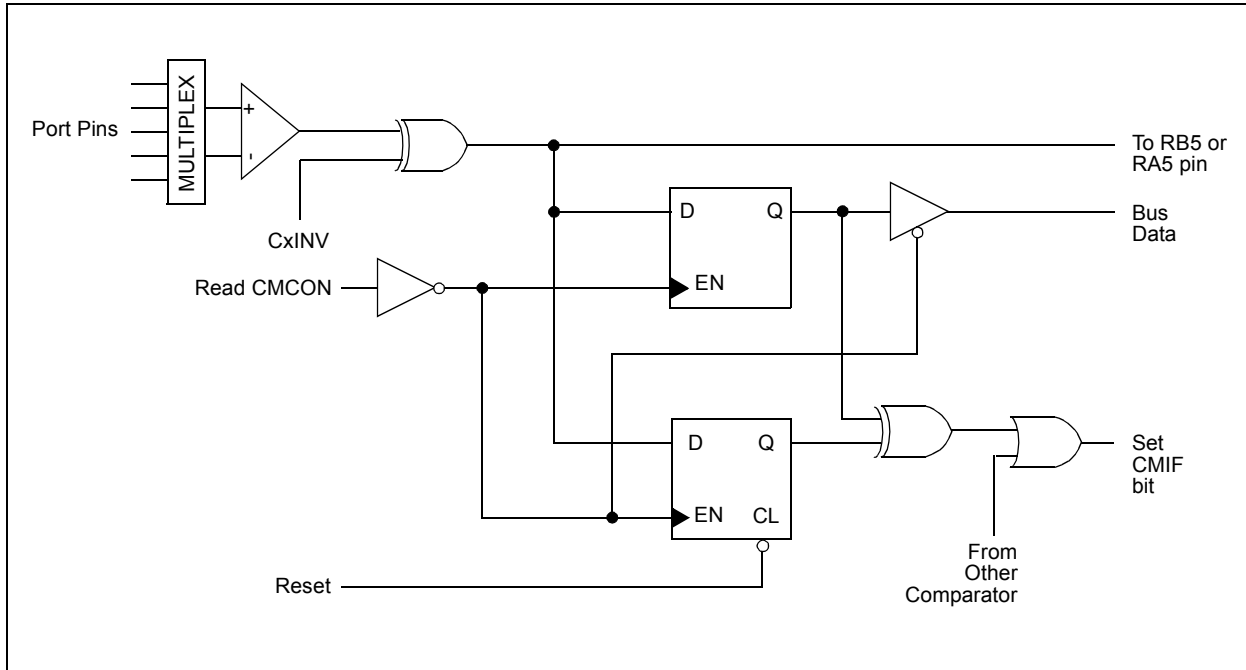 MULTIPLEX
Port Pins
+
-
CxINV
To RB5 or
RA5 pin
D
Q
EN
Bus
Data
Read CMCON
D
Q
EN
CL
Set
CMIF
bit
From
Other
Comparator
Reset